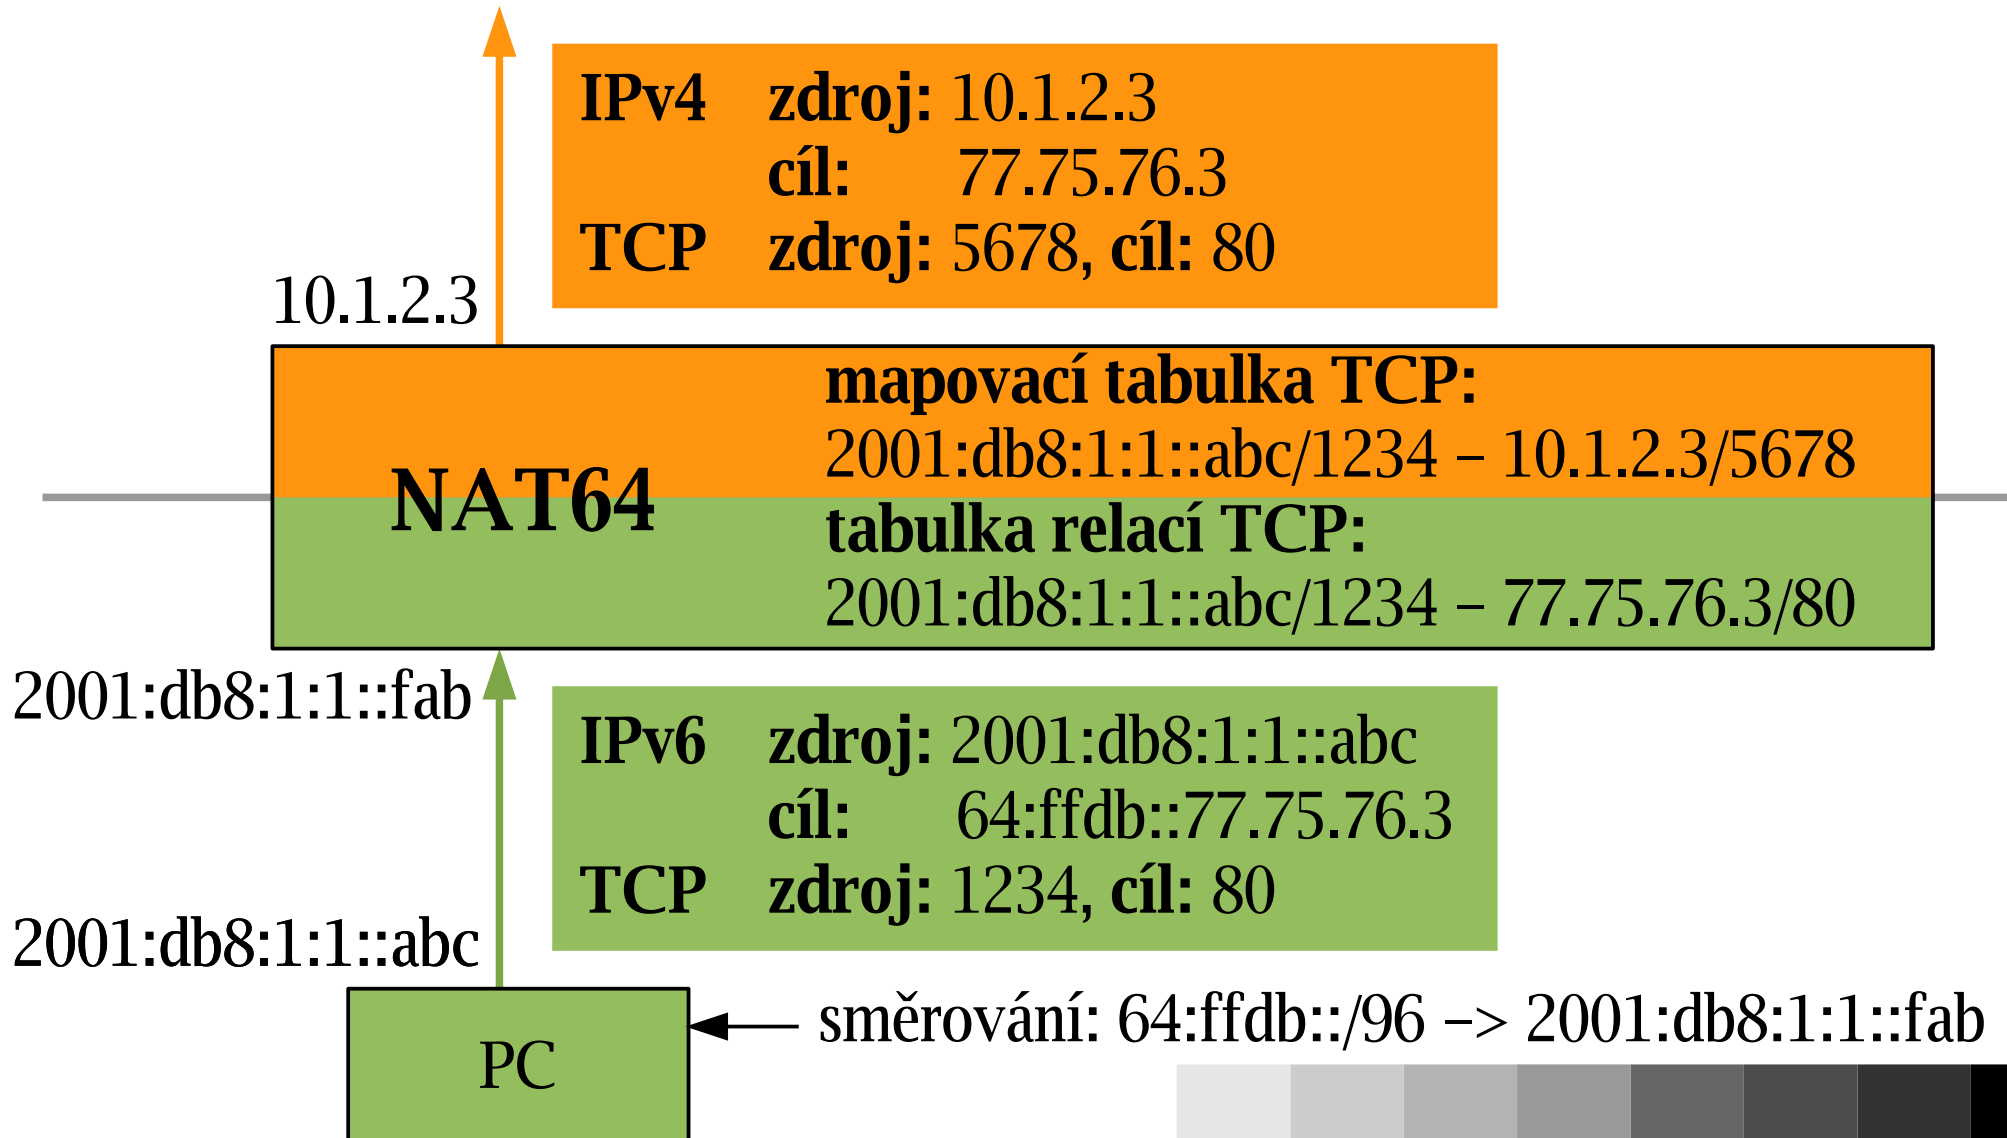 IPv4 zdroj: 10.1.2.3
cíl: 77.75.76.3
TCP zdroj: 5678, cíl: 80
10.1.2.3
NAT64
mapovací tabulka TCP:
2001:db8:1:1::abc/1234 – 10.1.2.3/5678
tabulka relací TCP:
2001:db8:1:1::abc/1234 – 77.75.76.3/80
2001:db8:1:1::fab
IPv6 zdroj: 2001:db8:1:1::abc
cíl: 64:ffdb::77.75.76.3
TCP zdroj: 1234, cíl: 80
2001:db8:1:1::abc
směrování: 64:ffdb::/96 –> 2001:db8:1:1::fab
PC